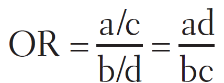 OR = a/c / b/d = ad / bc